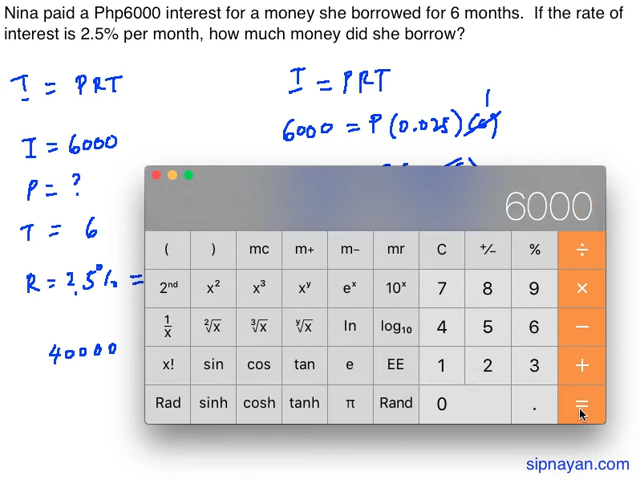 Nina paid a Php6000 interest for a money she borrowed for 6 months. If the rate of
interest is 2.5% per month, how much money did she borrow?
I = PRT
I = PRT
1
6000 = P(0.025)(6)
I = 6000
P = ?
T = 6
R = 2.5% =
40000
6000
( ) mc m+ m- mr C +/- % ÷
2nd x² x³ xʸ eˣ 10ˣ 7 8 9 ×
1/x ²√x ³√x ʸ√x ln log₁₀ 4 5 6 −
x! sin cos tan e EE 1 2 3 +
Rad sinh cosh tanh π Rand 0 . =
sipnayan.com